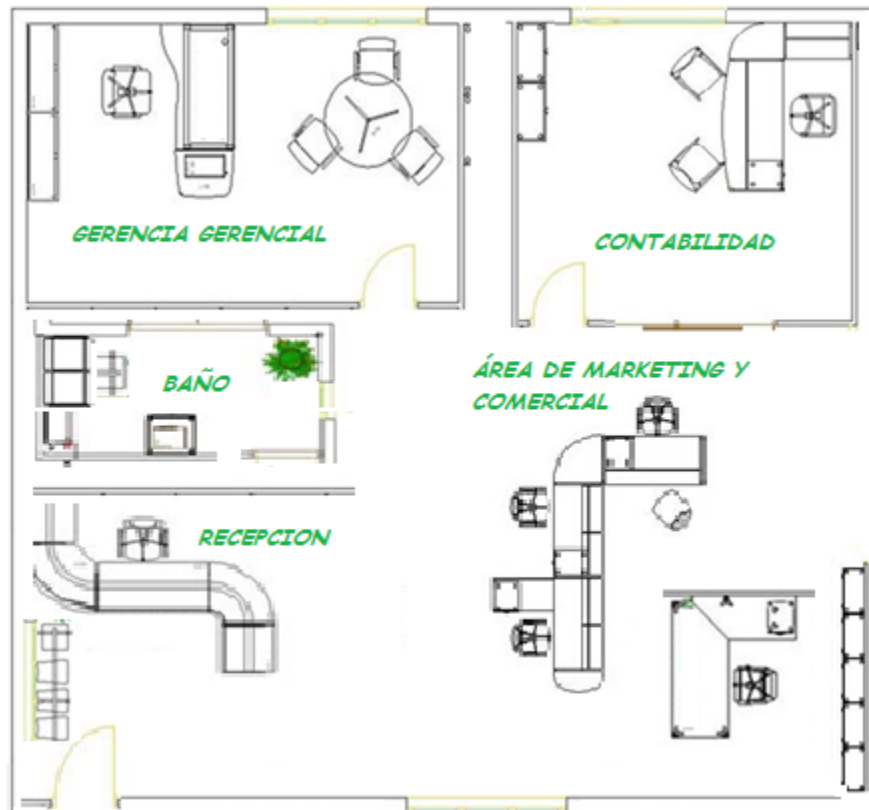 GERENCIA GERENCIAL
CONTABILIDAD
BAÑO
ÁREA DE MARKETING Y
COMERCIAL
RECEPCION